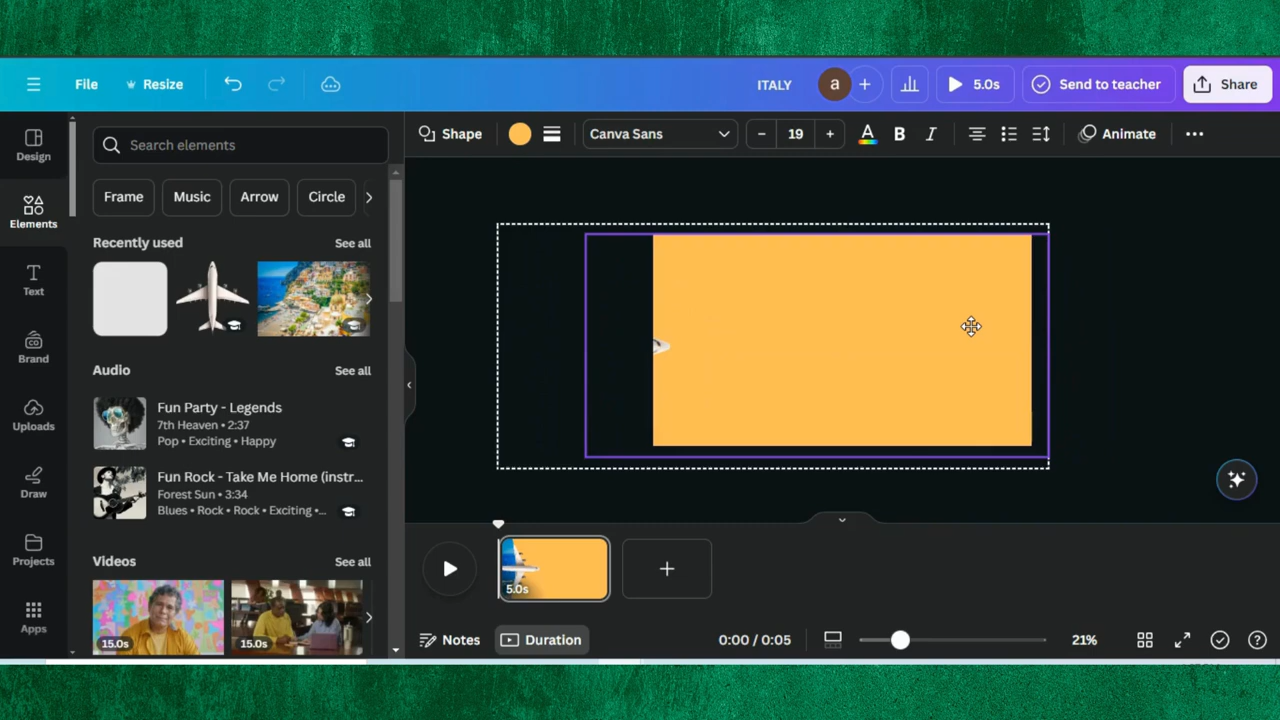 File
Resize
ITALY
a
5.0s
Send to teacher
Share
Design
Elements
Text
Brand
Uploads
Draw
Projects
Apps
Search elements
Frame
Music
Arrow
Circle
Recently used
See all
Audio
See all
Fun Party - Legends
7th Heaven • 2:37
Pop • Exciting • Happy
Fun Rock - Take Me Home (instr...
Forest Sun • 3:34
Blues • Rock • Rock • Exciting •...
Videos
See all
15.0s
15.0s
Shape
Canva Sans
19
A
B
I
Animate
5.0s
Notes
Duration
0:00 / 0:05
21%